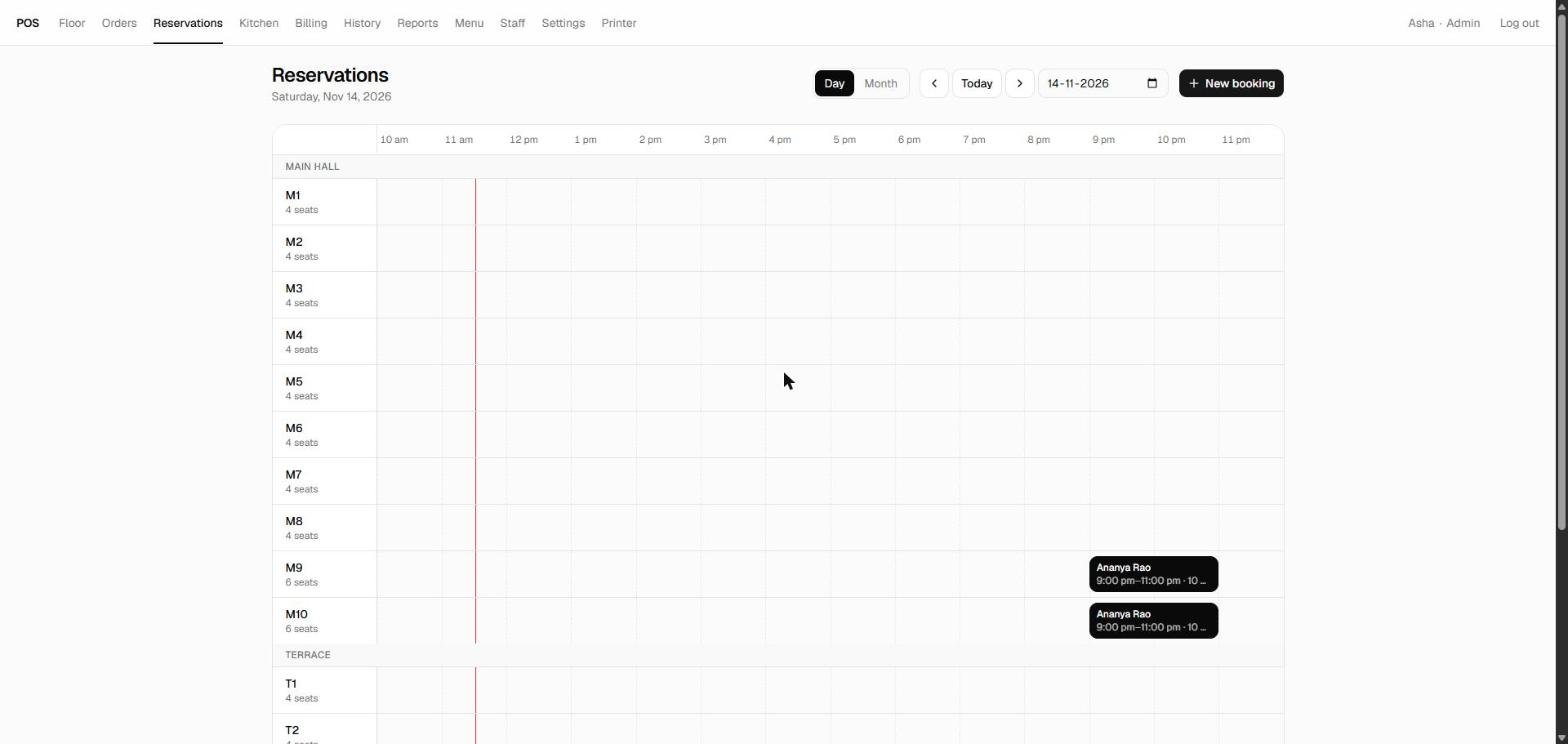 POS Floor Orders Reservations Kitchen Billing History Reports Menu Staff Settings Printer Asha · Admin Log out
Reservations
Saturday, Nov 14, 2026
Day Month Today 14-11-2026 + New booking
10 am 11 am 12 pm 1 pm 2 pm 3 pm 4 pm 5 pm 6 pm 7 pm 8 pm 9 pm 10 pm 11 pm
MAIN HALL
M1
4 seats
M2
4 seats
M3
4 seats
M4
4 seats
M5
4 seats
M6
4 seats
M7
4 seats
M8
4 seats
M9
6 seats
Ananya Rao
9:00 pm–11:00 pm · 10 ...
M10
6 seats
Ananya Rao
9:00 pm–11:00 pm · 10 ...
TERRACE
T1
4 seats
T2